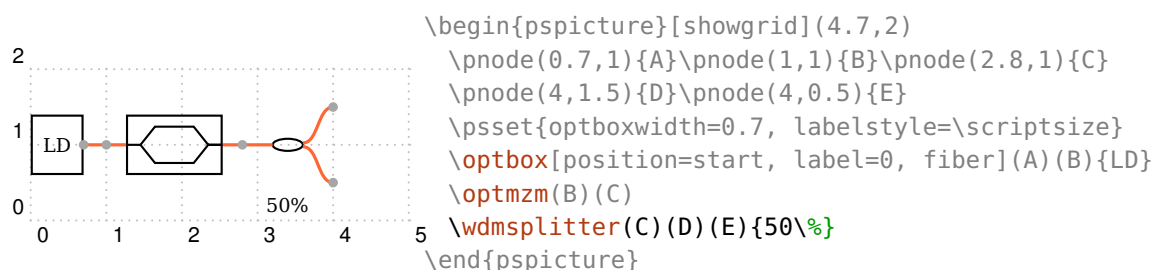 2
1
0
LD
50%
0 1 2 3 4 5
\begin{pspicture}[showgrid](4.7,2)
  \pnode(0.7,1){A}\pnode(1,1){B}\pnode(2.8,1){C}
  \pnode(4,1.5){D}\pnode(4,0.5){E}
  \psset{optboxwidth=0.7, labelstyle=\scriptsize}
  \optbox[position=start, label=0, fiber](A)(B){LD}
  \optmzm(B)(C)
  \wdmsplitter(C)(D)(E){50\%}
\end{pspicture}